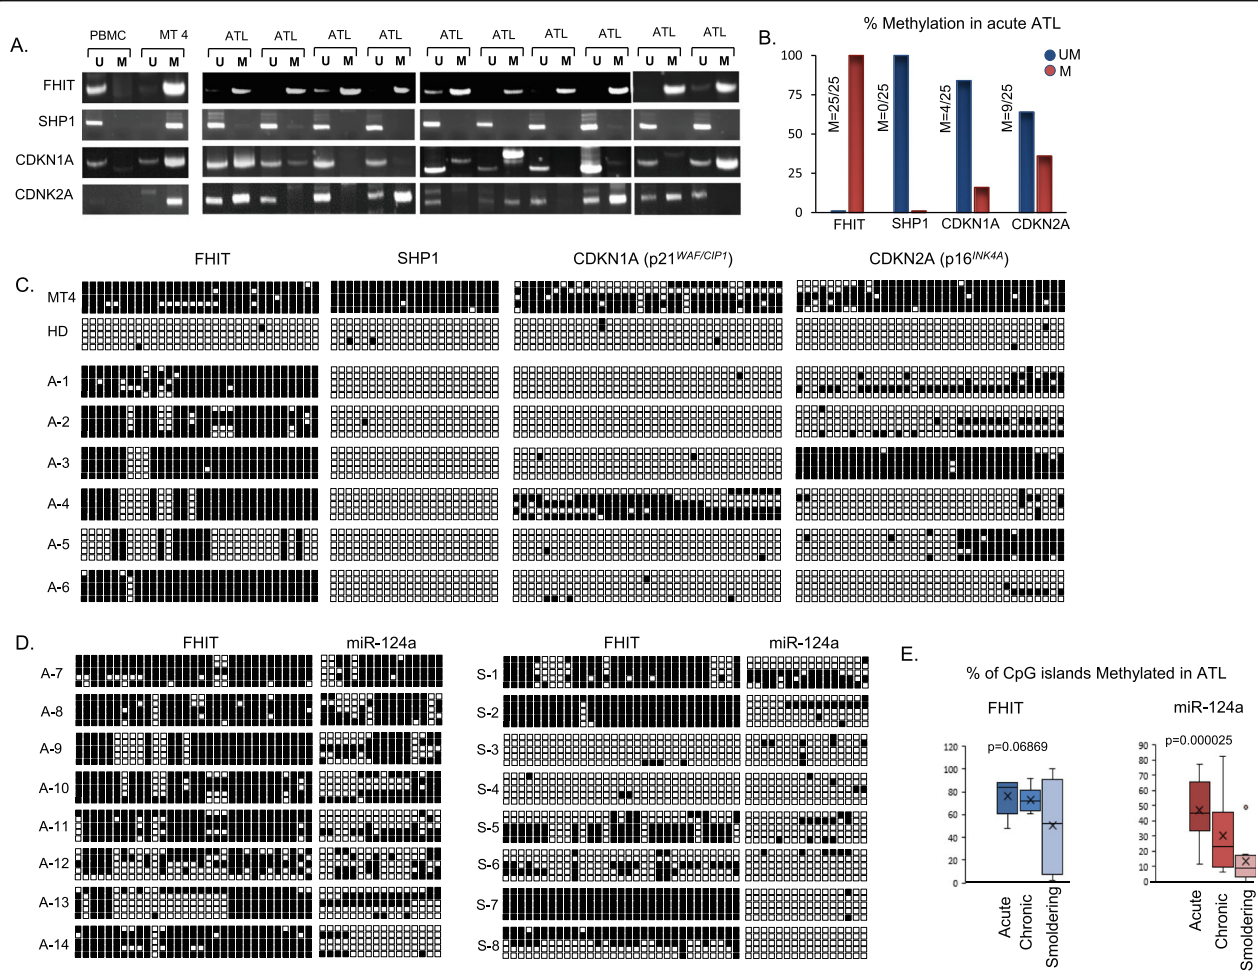 A.
PBMC MT 4 ATL ATL ATL ATL ATL ATL ATL ATL ATL ATL
U M U M U M U M U M U M U M U M U M U M U M U M
FHIT
SHP1
CDKN1A
CDNK2A
B.
% Methylation in acute ATL
UM
M
100
75
50
25
0
M=25/25
M=0/25
M=4/25
M=9/25
FHIT SHP1 CDKN1A CDKN2A
C.
FHIT SHP1 CDKN1A (p21WAF/CIP1) CDKN2A (p16INK4A)
MT4
HD
A-1
A-2
A-3
A-4
A-5
A-6
D.
FHIT miR-124a
A-7
A-8
A-9
A-10
A-11
A-12
A-13
A-14
FHIT miR-124a
S-1
S-2
S-3
S-4
S-5
S-6
S-7
S-8
E.
% of CpG islands Methylated in ATL
FHIT
p=0.06869
120
100
80
60
40
20
0
Acute
Chronic
Smoldering
miR-124a
p=0.000025
90
80
70
60
50
40
30
20
10
0
Acute
Chronic
Smoldering